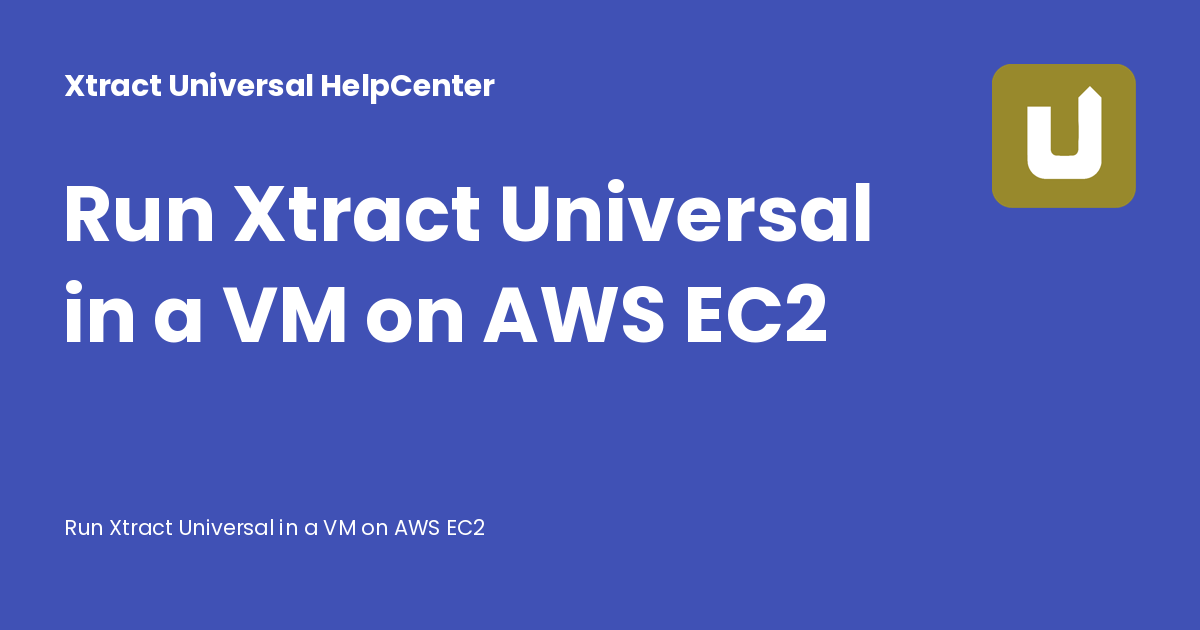 Xtract Universal HelpCenter
Run Xtract Universal
in a VM on AWS EC2
Run Xtract Universal in a VM on AWS EC2